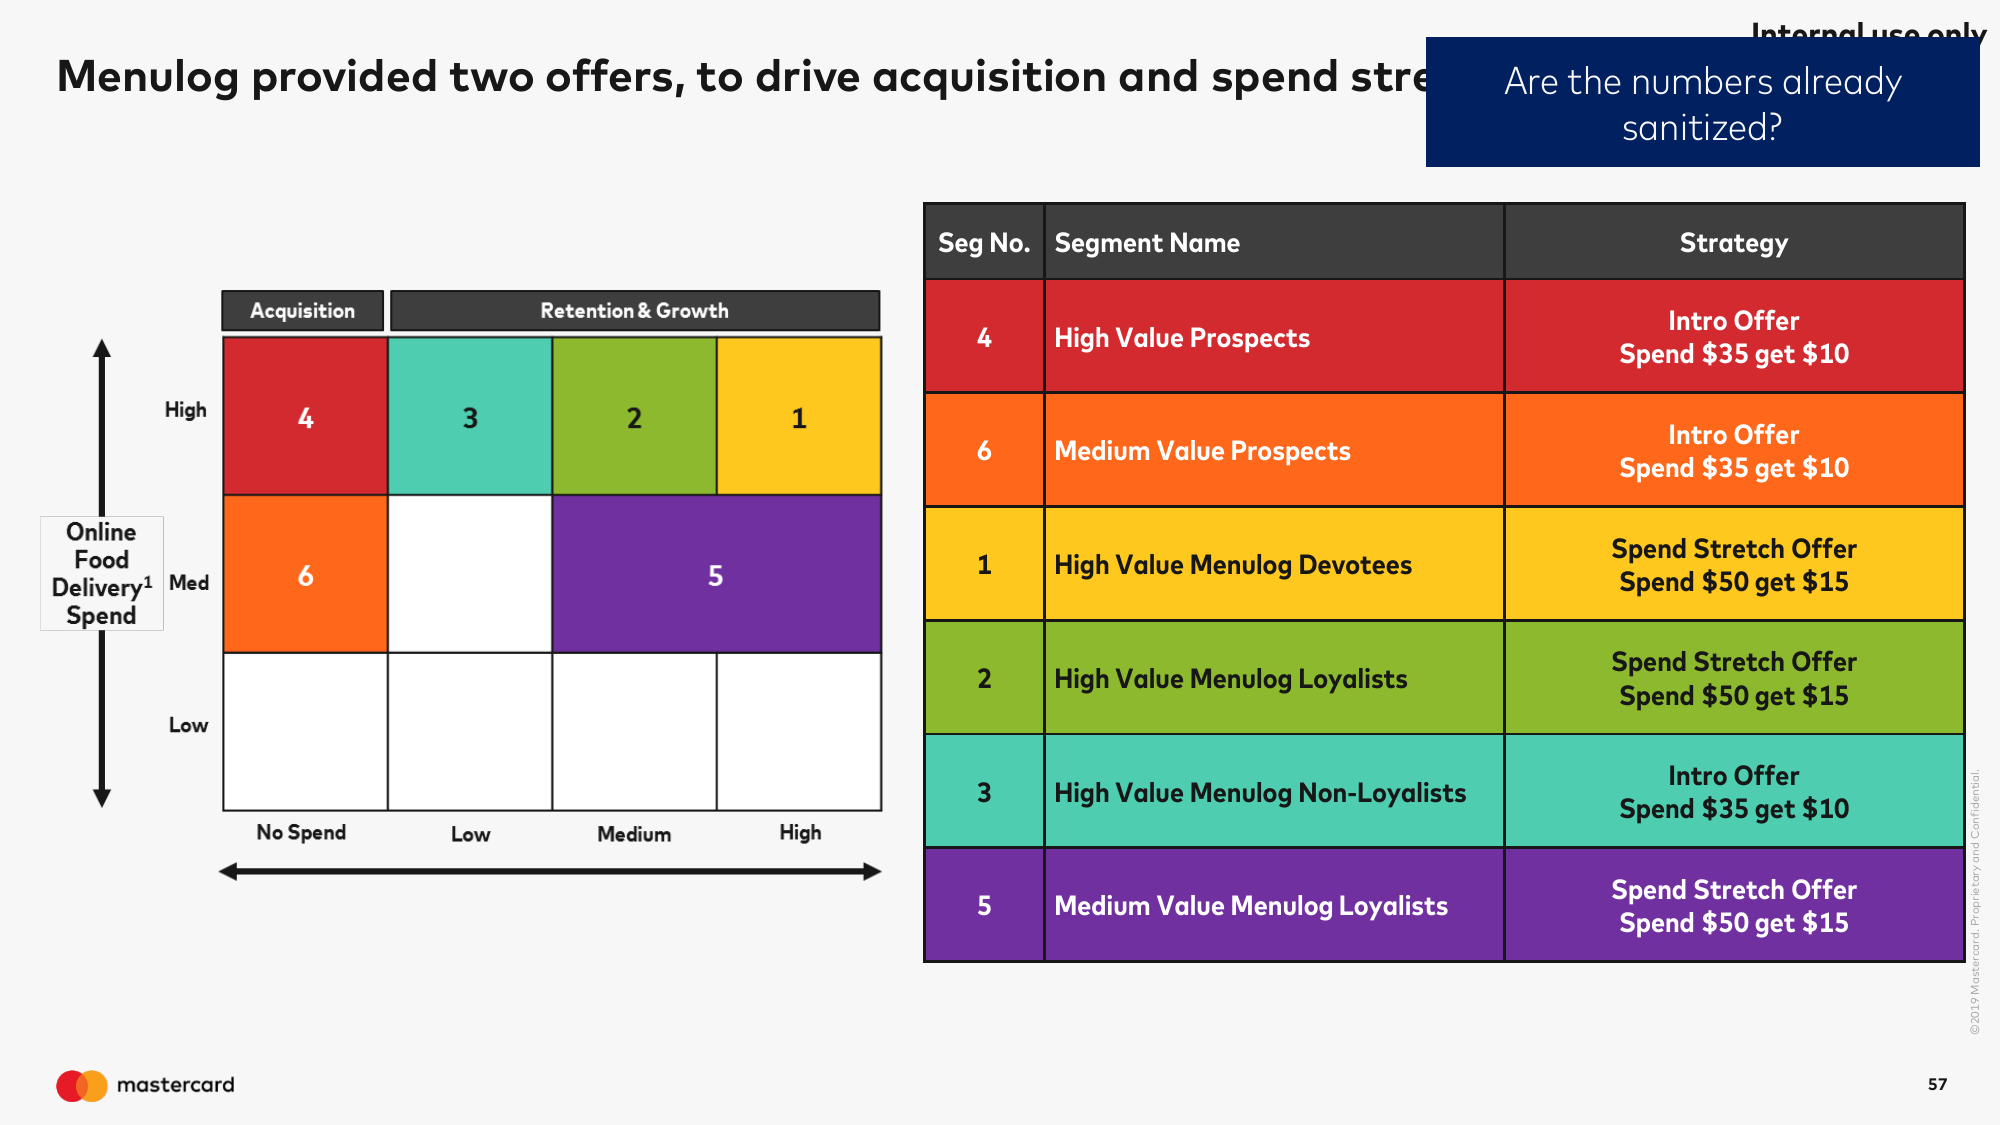 Internal use only
Menulog provided two offers, to drive acquisition and spend
Are the numbers already
sanitized?
Acquisition
Retention & Growth
High
4
3
2
1
Online
Food
Delivery¹
Spend
Med
6
5
Low
No Spend
Low
Medium
High
Seg No.
Segment Name
Strategy
4
High Value Prospects
Intro Offer
Spend $35 get $10
6
Medium Value Prospects
Intro Offer
Spend $35 get $10
1
High Value Menulog Devotees
Spend Stretch Offer
Spend $50 get $15
2
High Value Menulog Loyalists
Spend Stretch Offer
Spend $50 get $15
3
High Value Menulog Non-Loyalists
Intro Offer
Spend $35 get $10
5
Medium Value Menulog Loyalists
Spend Stretch Offer
Spend $50 get $15
©2019 Mastercard. Proprietary and Confidential.
mastercard
57